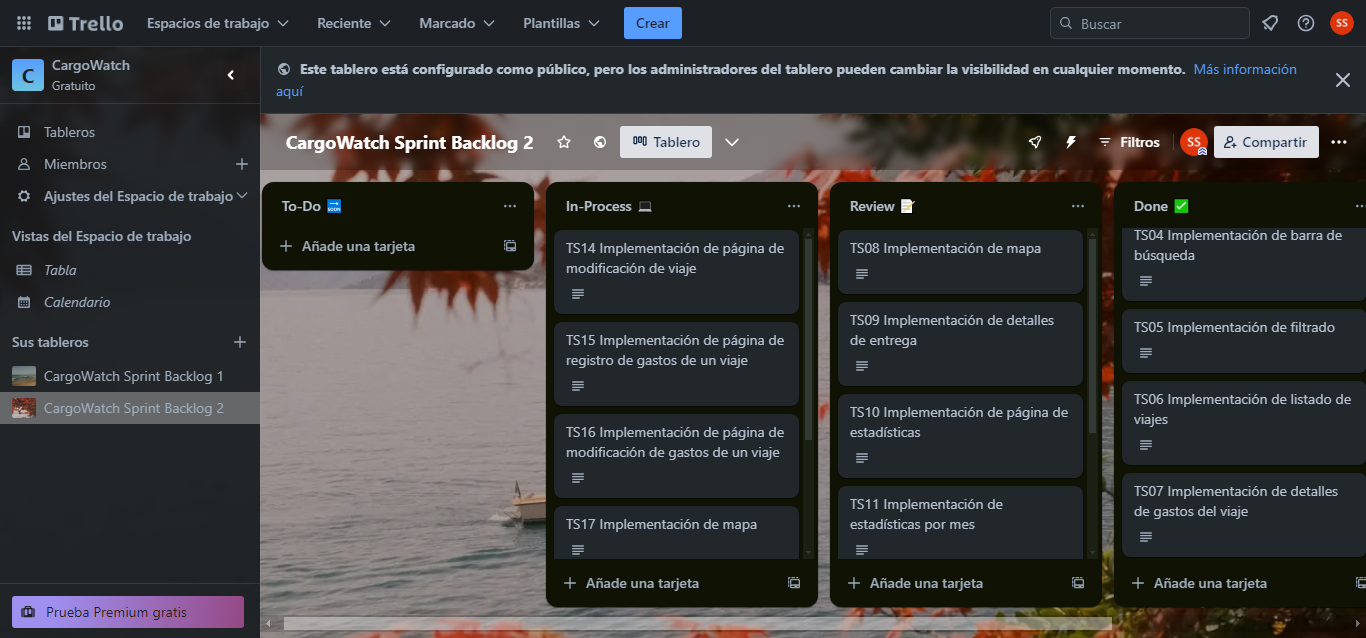 Trello
Espacios de trabajo
Reciente
Marcado
Plantillas
Crear
Buscar
SS
C
CargoWatch
Gratuito
Tableros
Miembros
Ajustes del Espacio de trabajo
Vistas del Espacio de trabajo
Tabla
Calendario
Sus tableros
CargoWatch Sprint Backlog 1
CargoWatch Sprint Backlog 2
Prueba Premium gratis
Este tablero está configurado como público, pero los administradores del tablero pueden cambiar la visibilidad en cualquier momento. Más información
aquí
CargoWatch Sprint Backlog 2
Tablero
Filtros
SS
Compartir
To-Do
SOON
Añade una tarjeta
In-Process
TS14 Implementación de página de
modificación de viaje
TS15 Implementación de página de
registro de gastos de un viaje
TS16 Implementación de página de
modificación de gastos de un viaje
TS17 Implementación de mapa
Añade una tarjeta
Review
TS08 Implementación de mapa
TS09 Implementación de detalles
de entrega
TS10 Implementación de página de
estadísticas
TS11 Implementación de
estadísticas por mes
Añade una tarjeta
Done
TS04 Implementación de barra de
búsqueda
TS05 Implementación de filtrado
TS06 Implementación de listado de
viajes
TS07 Implementación de detalles
de gastos del viaje
Añade una tarjeta